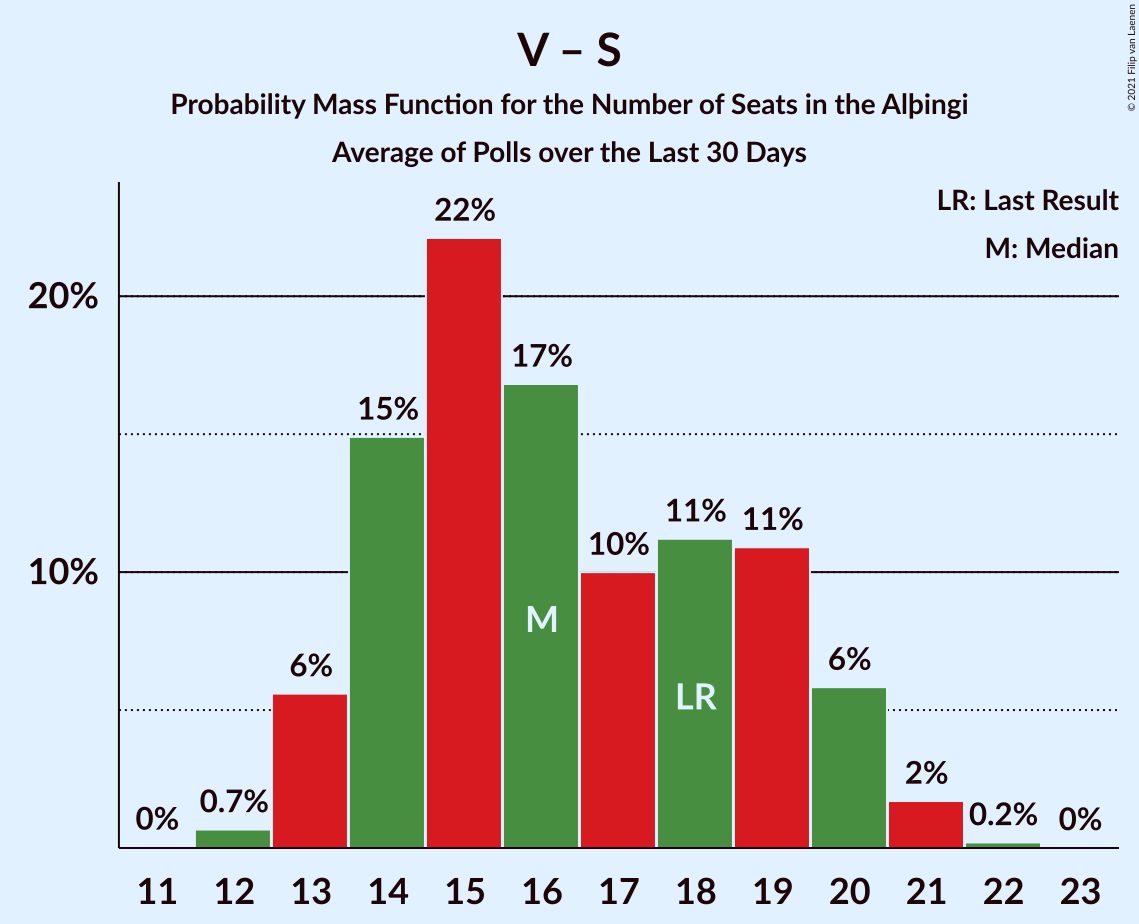 V – S
Probability Mass Function for the Number of Seats in the Alþingi
Average of Polls over the Last 30 Days
© 2021 Filip van Laenen
LR: Last Result
M: Median
22%
20%
17%
15%
11%
11%
10%
10%
M
6%
6%
LR
2%
0%
0.7%
0.2%
0%
11 12 13 14 15 16 17 18 19 20 21 22 23